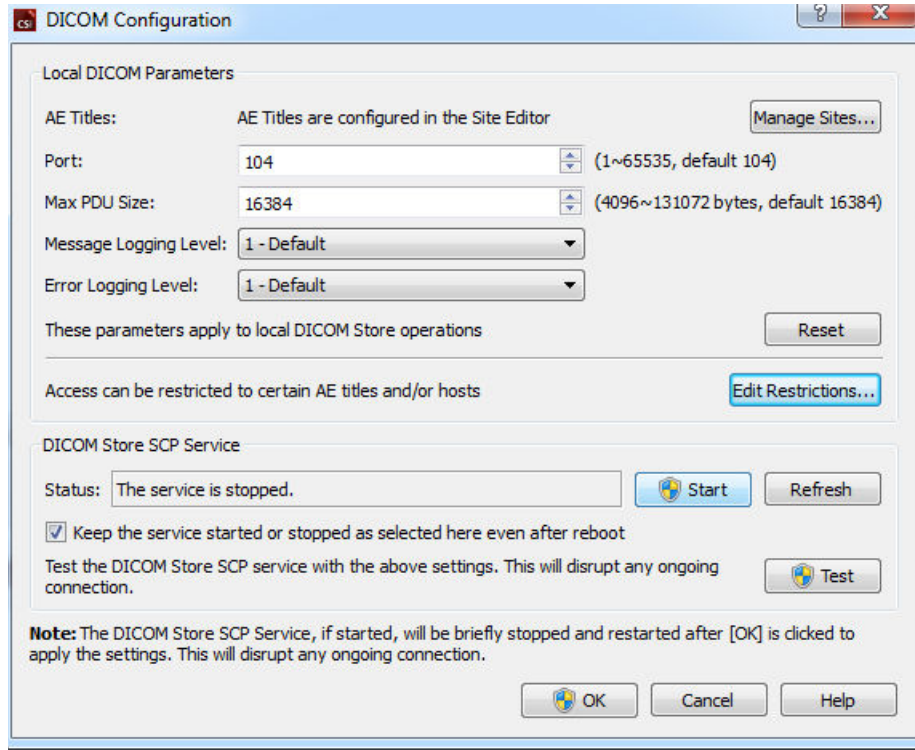 CSI DICOM Configuration
Local DICOM Parameters
AE Titles: AE Titles are configured in the Site Editor Manage Sites...
Port: 104 (1~65535, default 104)
Max PDU Size: 16384 (4096~131072 bytes, default 16384)
Message Logging Level: 1 - Default
Error Logging Level: 1 - Default
These parameters apply to local DICOM Store operations Reset
Access can be restricted to certain AE titles and/or hosts Edit Restrictions...
DICOM Store SCP Service
Status: The service is stopped. Start Refresh
Keep the service started or stopped as selected here even after reboot
Test the DICOM Store SCP service with the above settings. This will disrupt any ongoing
connection. Test
Note: The DICOM Store SCP Service, if started, will be briefly stopped and restarted after [OK] is clicked to
apply the settings. This will disrupt any ongoing connection.
OK Cancel Help